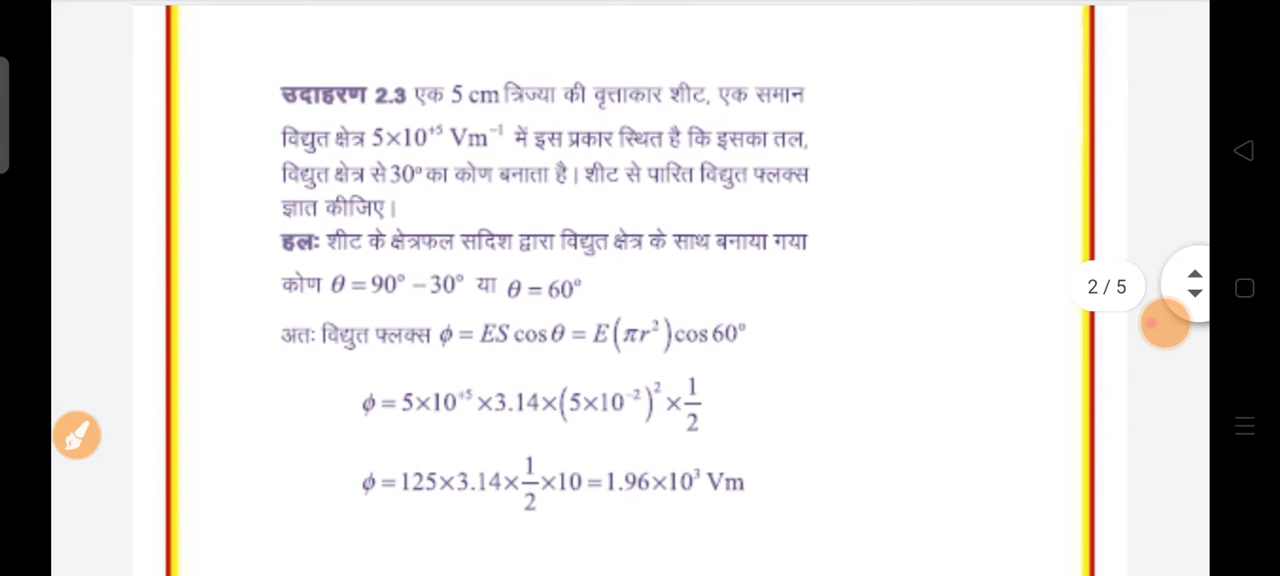 उदाहरण 2.3 एक 5 cm त्रिज्या की वृत्ताकार शीट, एक समान
विद्युत क्षेत्र 5×10⁺⁵ Vm⁻¹ में इस प्रकार स्थित है कि इसका तल,
विद्युत क्षेत्र से 30° का कोण बनाता है। शीट से पारित विद्युत फ्लक्स
ज्ञात कीजिए।
हलः शीट के क्षेत्रफल सदिश द्वारा विद्युत क्षेत्र के साथ बनाया गया
कोण θ = 90° – 30° या θ = 60°
अतः विद्युत फ्लक्स ϕ = ES cos θ = E(πr²) cos 60°
ϕ = 5×10⁺⁵ ×3.14×(5×10⁻²)² × 1/2
ϕ = 125×3.14× 1/2 ×10 = 1.96×10³ Vm
2 / 5